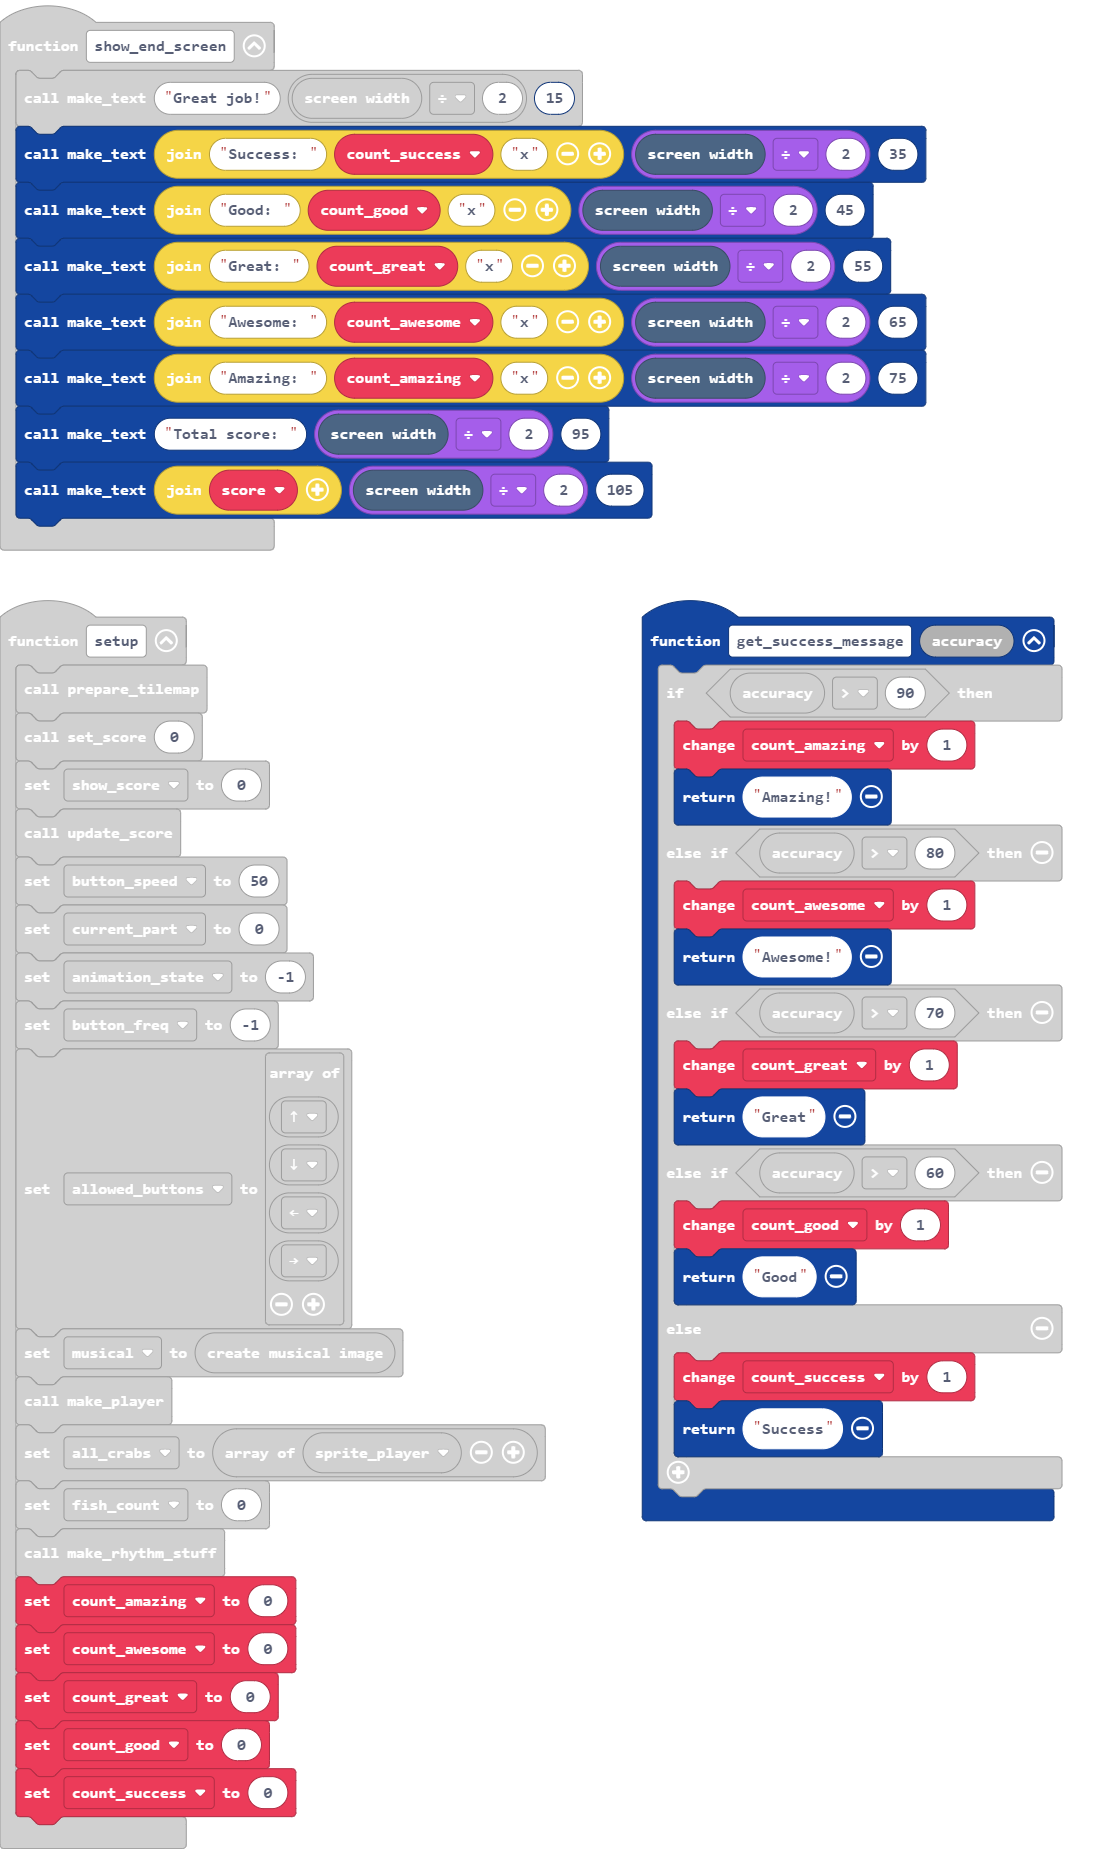 function show_end_screen
call make_text "Great job!" screen width ÷ 2 15
call make_text join "Success: " count_success "x" screen width ÷ 2 35
call make_text join "Good: " count_good "x" screen width ÷ 2 45
call make_text join "Great: " count_great "x" screen width ÷ 2 55
call make_text join "Awesome: " count_awesome "x" screen width ÷ 2 65
call make_text join "Amazing: " count_amazing "x" screen width ÷ 2 75
call make_text "Total score: " screen width ÷ 2 95
call make_text join score screen width ÷ 2 105
function setup
call prepare_tilemap
call set_score 0
set show_score to 0
call update_score
set button_speed to 50
set current_part to 0
set animation_state to -1
set button_freq to -1
array of
↑
↓
set allowed_buttons to
←
→
set musical to create musical image
call make_player
set all_crabs to array of sprite_player
set fish_count to 0
call make_rhythm_stuff
set count_amazing to 0
set count_awesome to 0
set count_great to 0
set count_good to 0
set count_success to 0
function get_success_message accuracy
if accuracy > 90 then
change count_amazing by 1
return "Amazing!"
else if accuracy > 80 then
change count_awesome by 1
return "Awesome!"
else if accuracy > 70 then
change count_great by 1
return "Great"
else if accuracy > 60 then
change count_good by 1
return "Good"
else
change count_success by 1
return "Success"